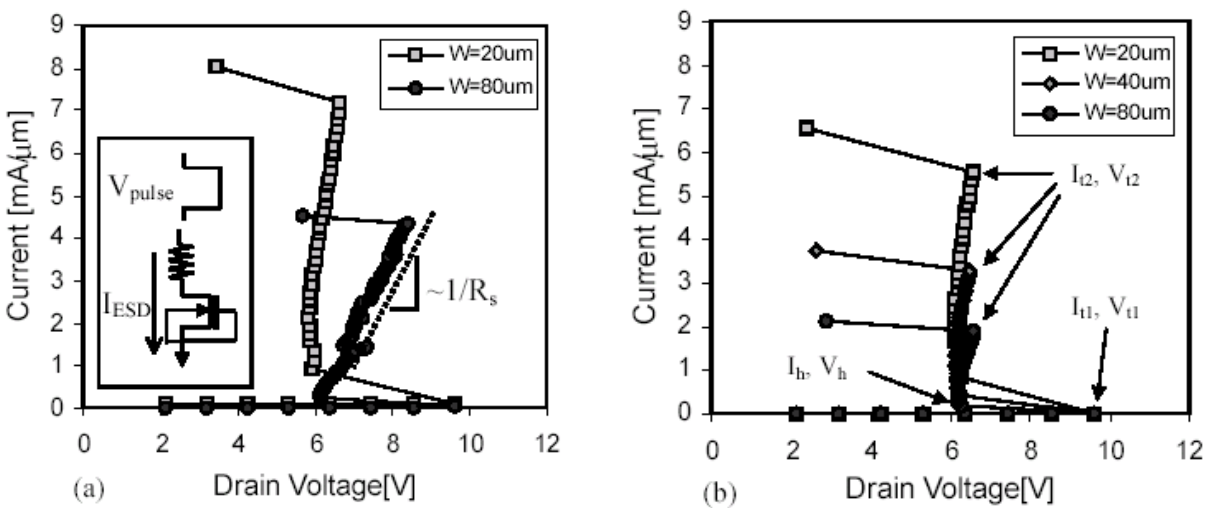 9
8
7
6
5
4
3
2
1
0
Current [mA/μm]
W=20um
W=80um
V_pulse
I_ESD
~1/R_s
0 2 4 6 8 10 12
Drain Voltage[V]
(a)
9
8
7
6
5
4
3
2
1
0
Current [mA/μm]
W=20um
W=40um
W=80um
I_t2, V_t2
I_t1, V_t1
I_h, V_h
0 2 4 6 8 10 12
Drain Voltage[V]
(b)